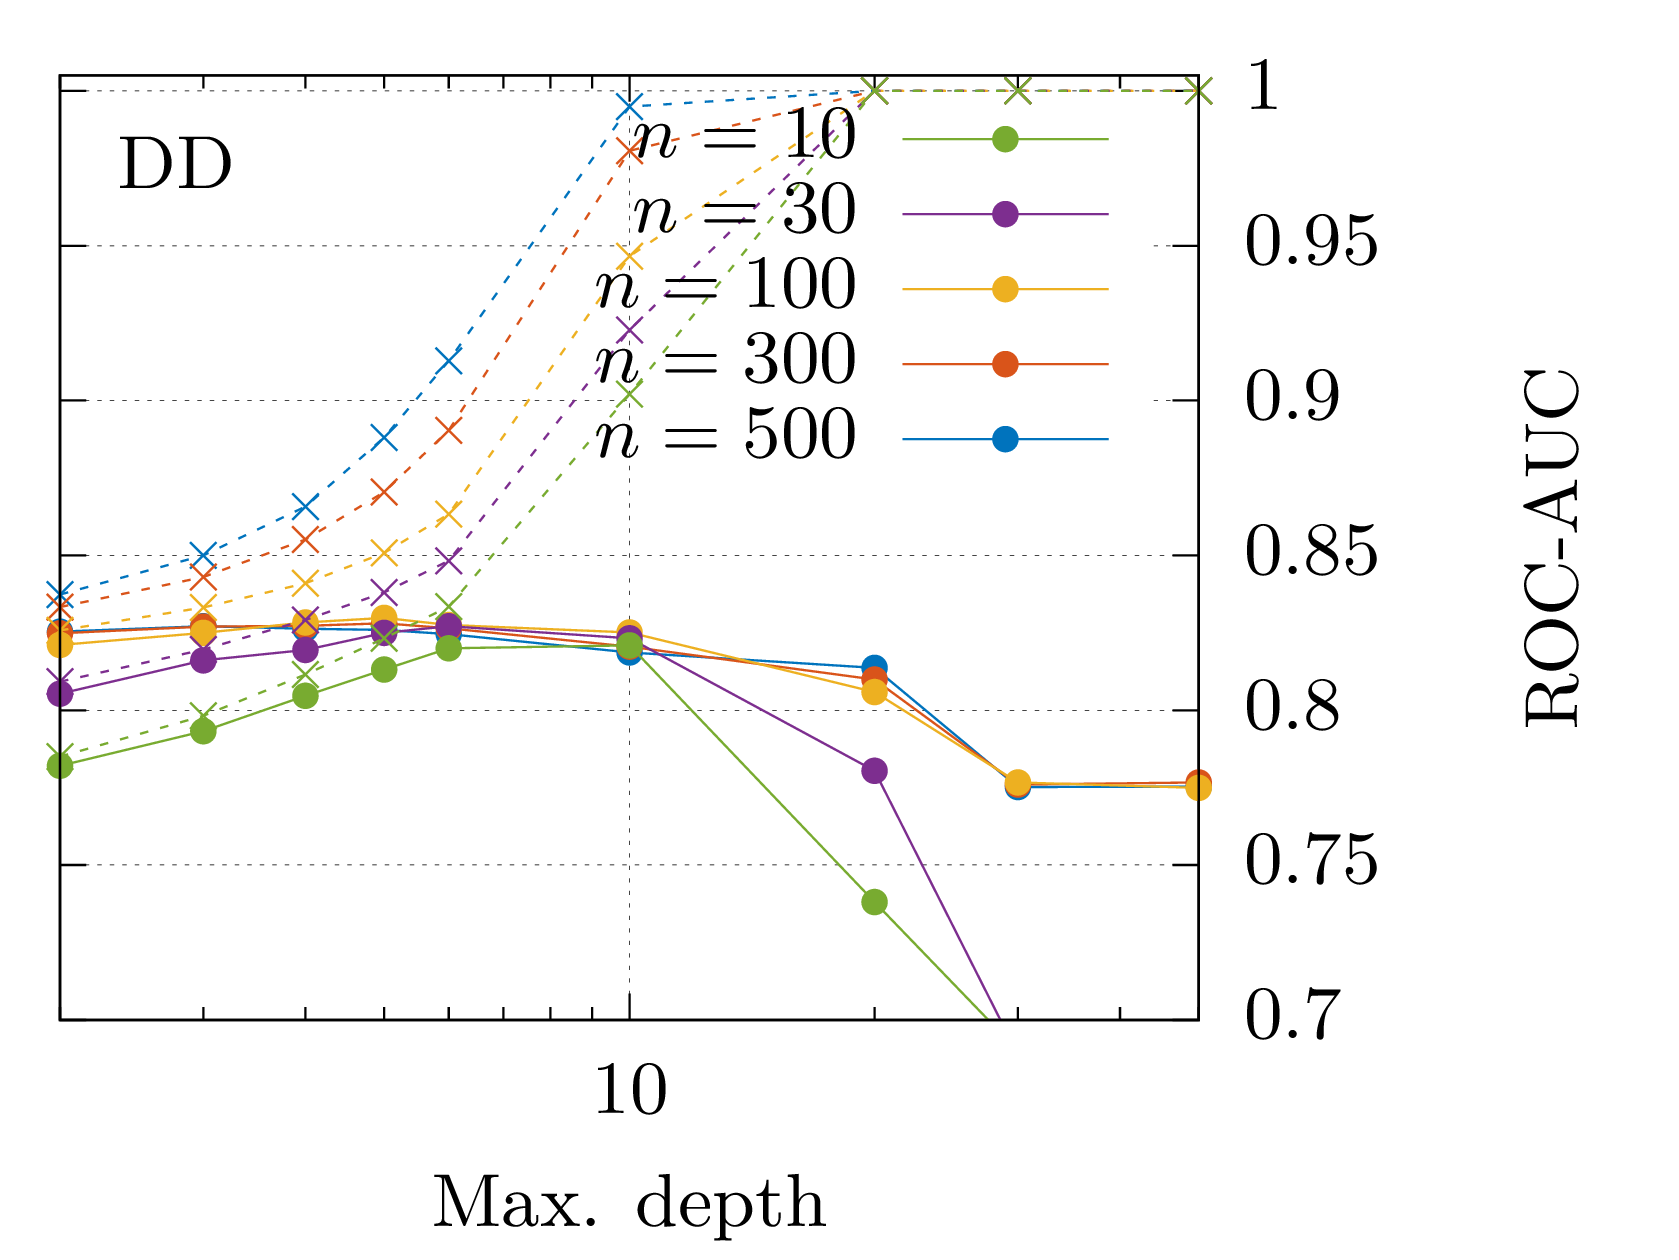 DD
n = 10
n = 30
n = 100
n = 300
n = 500
1
0.95
0.9
0.85
0.8
0.75
0.7
ROC-AUC
10
Max. depth